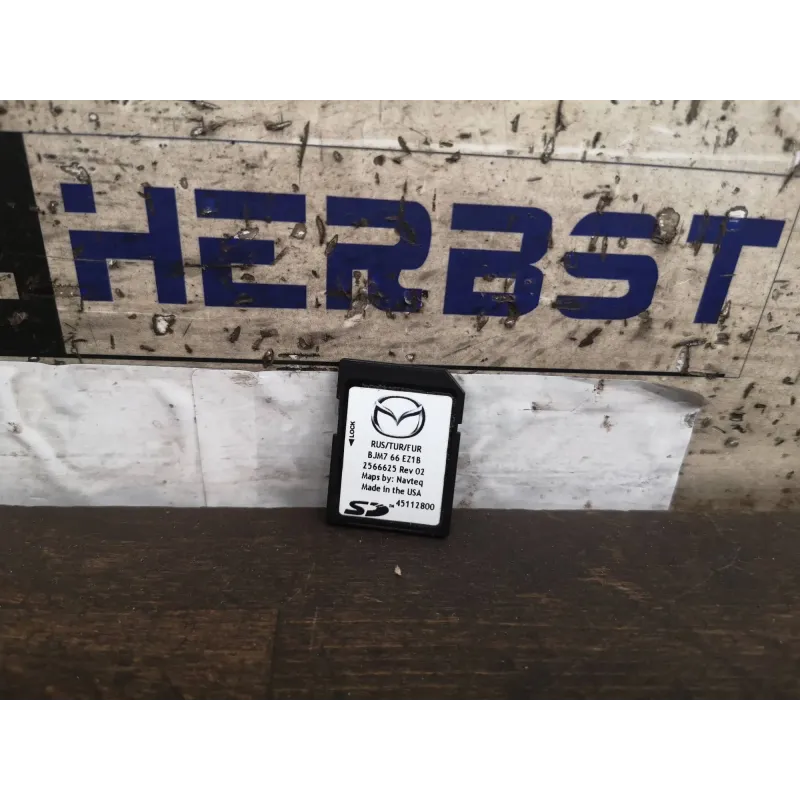 HERBST
LOCK
RUS/TUR/EUR
BJM7 66 EZ1B
2566625 Rev 02
Maps by: Navteq
Made in the USA
SD ™ 45112800